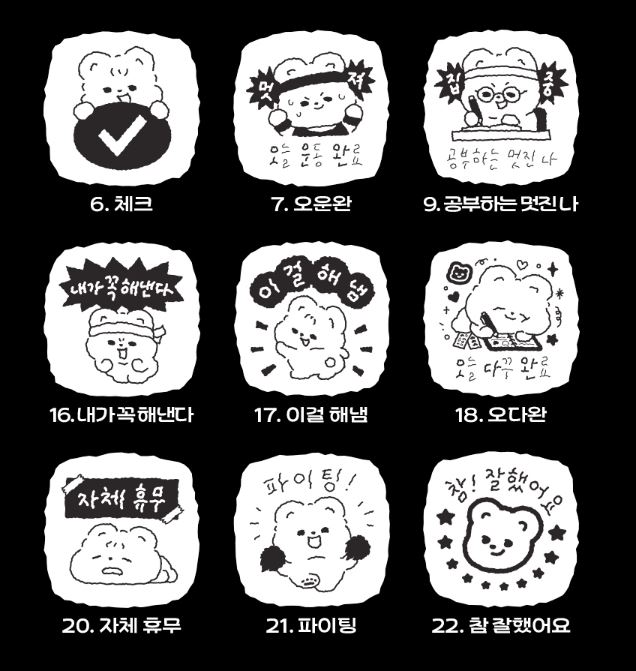 6. 체크
멋 져
오늘 운동 완료
7. 오운완
집 중
공부하는 멋진 나
9. 공부하는 멋진 나
내가 꼭 해낸다
16. 내가 꼭 해낸다
이걸 해냄
17. 이걸 해냄
오늘 다꾸 완료
18. 오다완
자체 휴무
20. 자체 휴무
파이팅!
21. 파이팅
참! 잘했어요
22. 참 잘했어요